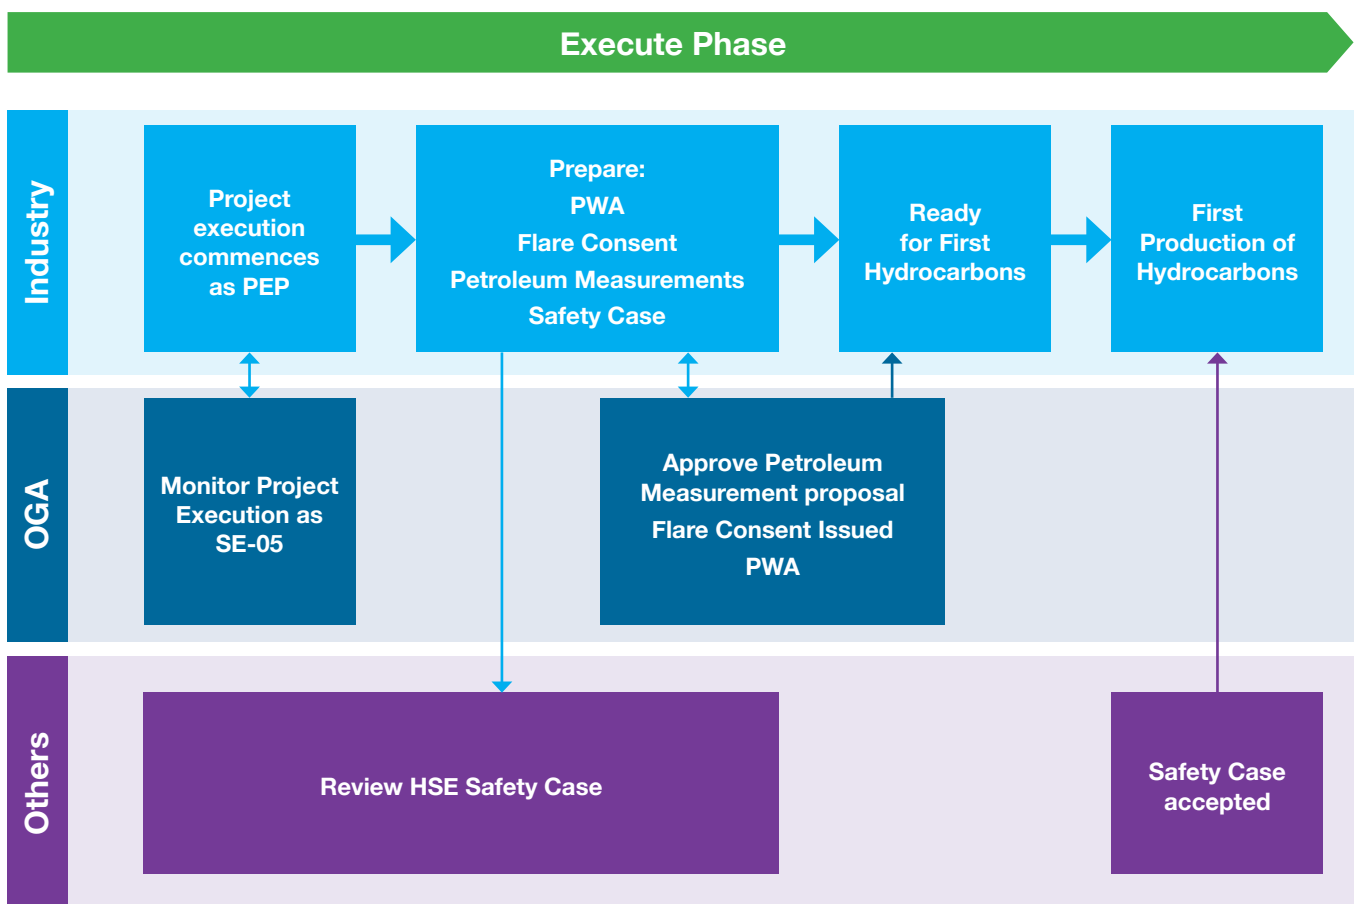 Execute Phase
Industry
Project
execution
commences
as PEP
Prepare:
PWA
Flare Consent
Petroleum Measurements
Safety Case
Ready
for First
Hydrocarbons
First
Production of
Hydrocarbons
OGA
Monitor Project
Execution as
SE-05
Approve Petroleum
Measurement proposal
Flare Consent Issued
PWA
Others
Review HSE Safety Case
Safety Case
accepted